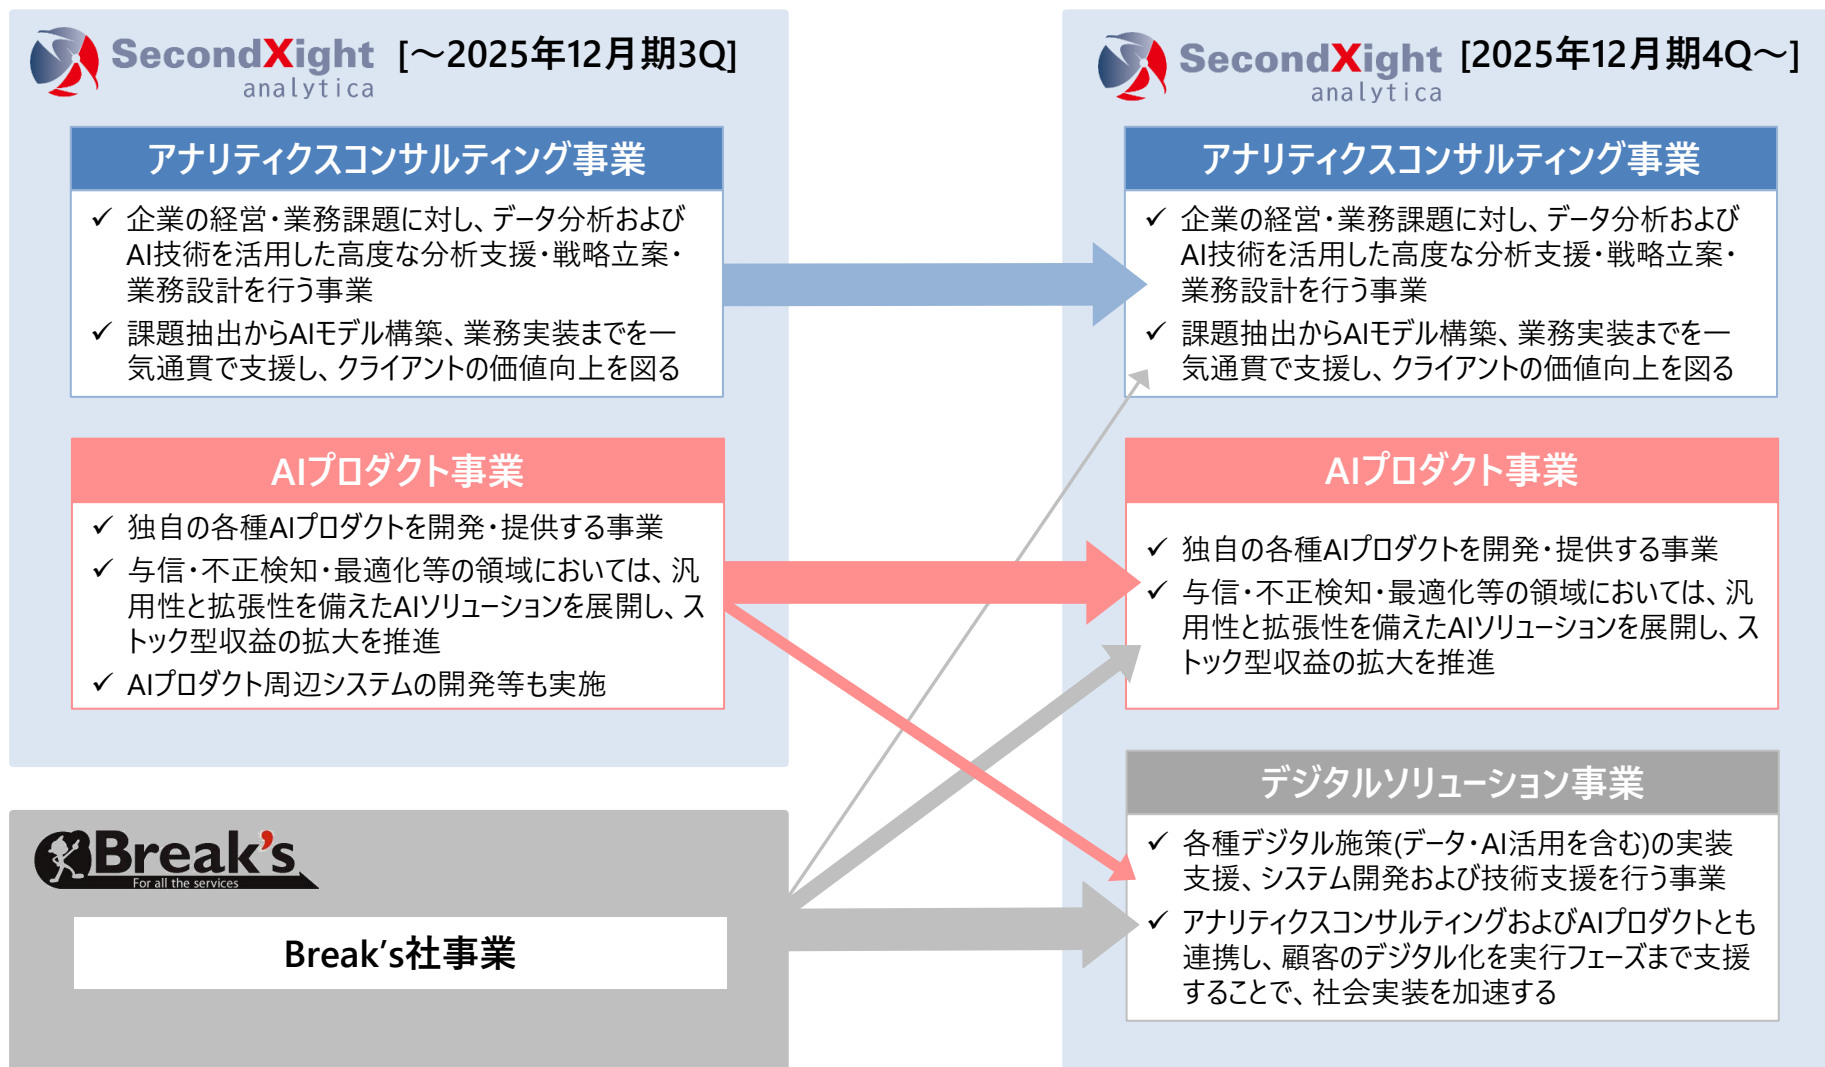 SecondXight
analytica
[～2025年12月期3Q]
アナリティクスコンサルティング事業
✓ 企業の経営・業務課題に対し、データ分析および
AI技術を活用した高度な分析支援・戦略立案・
業務設計を行う事業
✓ 課題抽出からAIモデル構築、業務実装までを一
気通貫で支援し、クライアントの価値向上を図る
AIプロダクト事業
✓ 独自の各種AIプロダクトを開発・提供する事業
✓ 与信・不正検知・最適化等の領域においては、汎
用性と拡張性を備えたAIソリューションを展開し、ス
トック型収益の拡大を推進
✓ AIプロダクト周辺システムの開発等も実施
Break's
For all the services
Break’s社事業
SecondXight
analytica
[2025年12月期4Q～]
アナリティクスコンサルティング事業
✓ 企業の経営・業務課題に対し、データ分析および
AI技術を活用した高度な分析支援・戦略立案・
業務設計を行う事業
✓ 課題抽出からAIモデル構築、業務実装までを一
気通貫で支援し、クライアントの価値向上を図る
AIプロダクト事業
✓ 独自の各種AIプロダクトを開発・提供する事業
✓ 与信・不正検知・最適化等の領域においては、汎
用性と拡張性を備えたAIソリューションを展開し、ス
トック型収益の拡大を推進
デジタルソリューション事業
✓ 各種デジタル施策(データ・AI活用を含む)の実装
支援、システム開発および技術支援を行う事業
✓ アナリティクスコンサルティングおよびAIプロダクトとも
連携し、顧客のデジタル化を実行フェーズまで支援
することで、社会実装を加速する